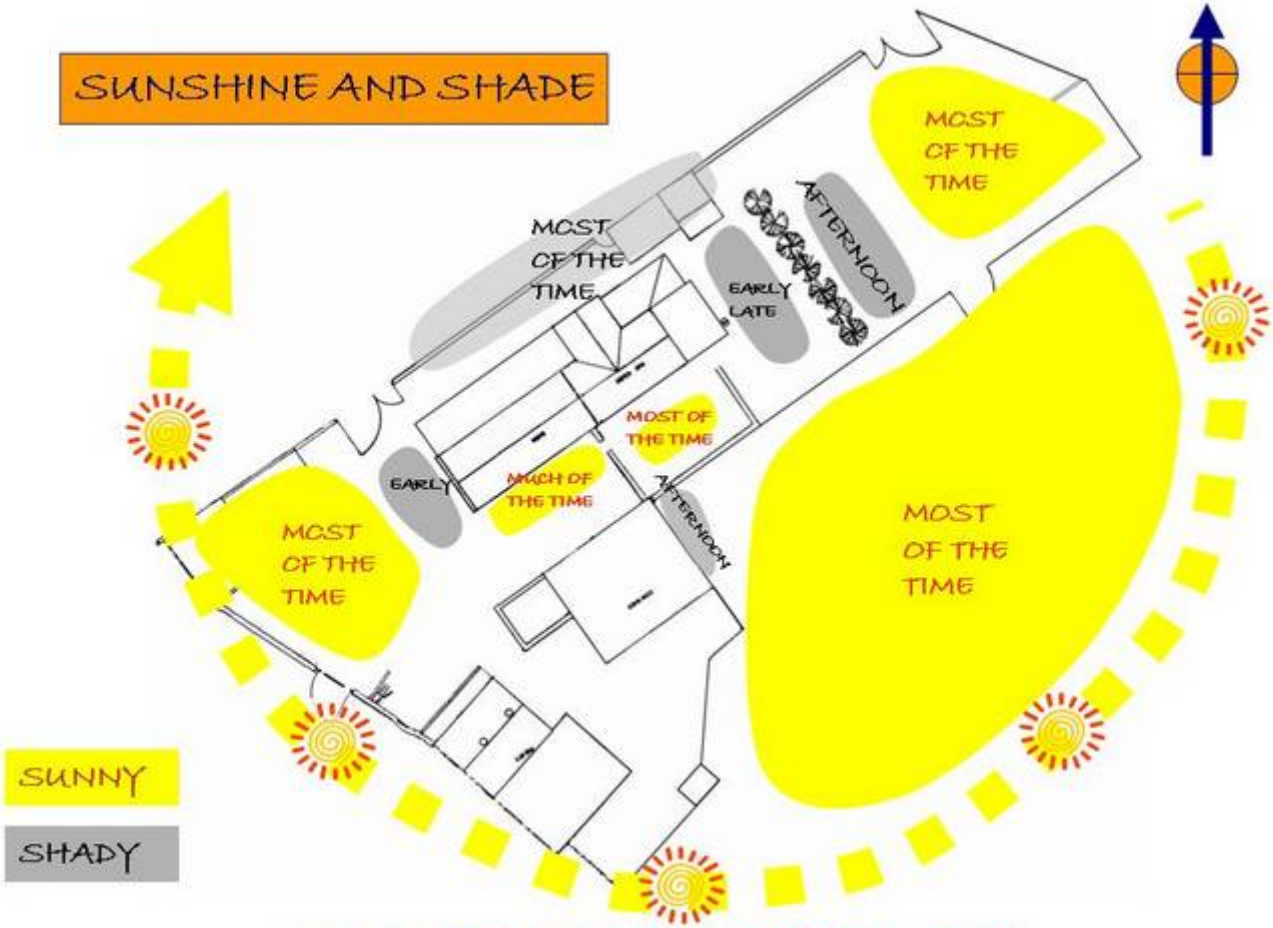 SUNSHINE AND SHADE
MOST
OF THE
TIME
AFTERNOON
MOST
OF THE
TIME
EARLY
LATE
MOST OF
THE TIME
EARLY
MUCH OF
THE TIME
AFTERNOON
MOST
OF THE
TIME
MOST
OF THE
TIME
SUNNY
SHADY